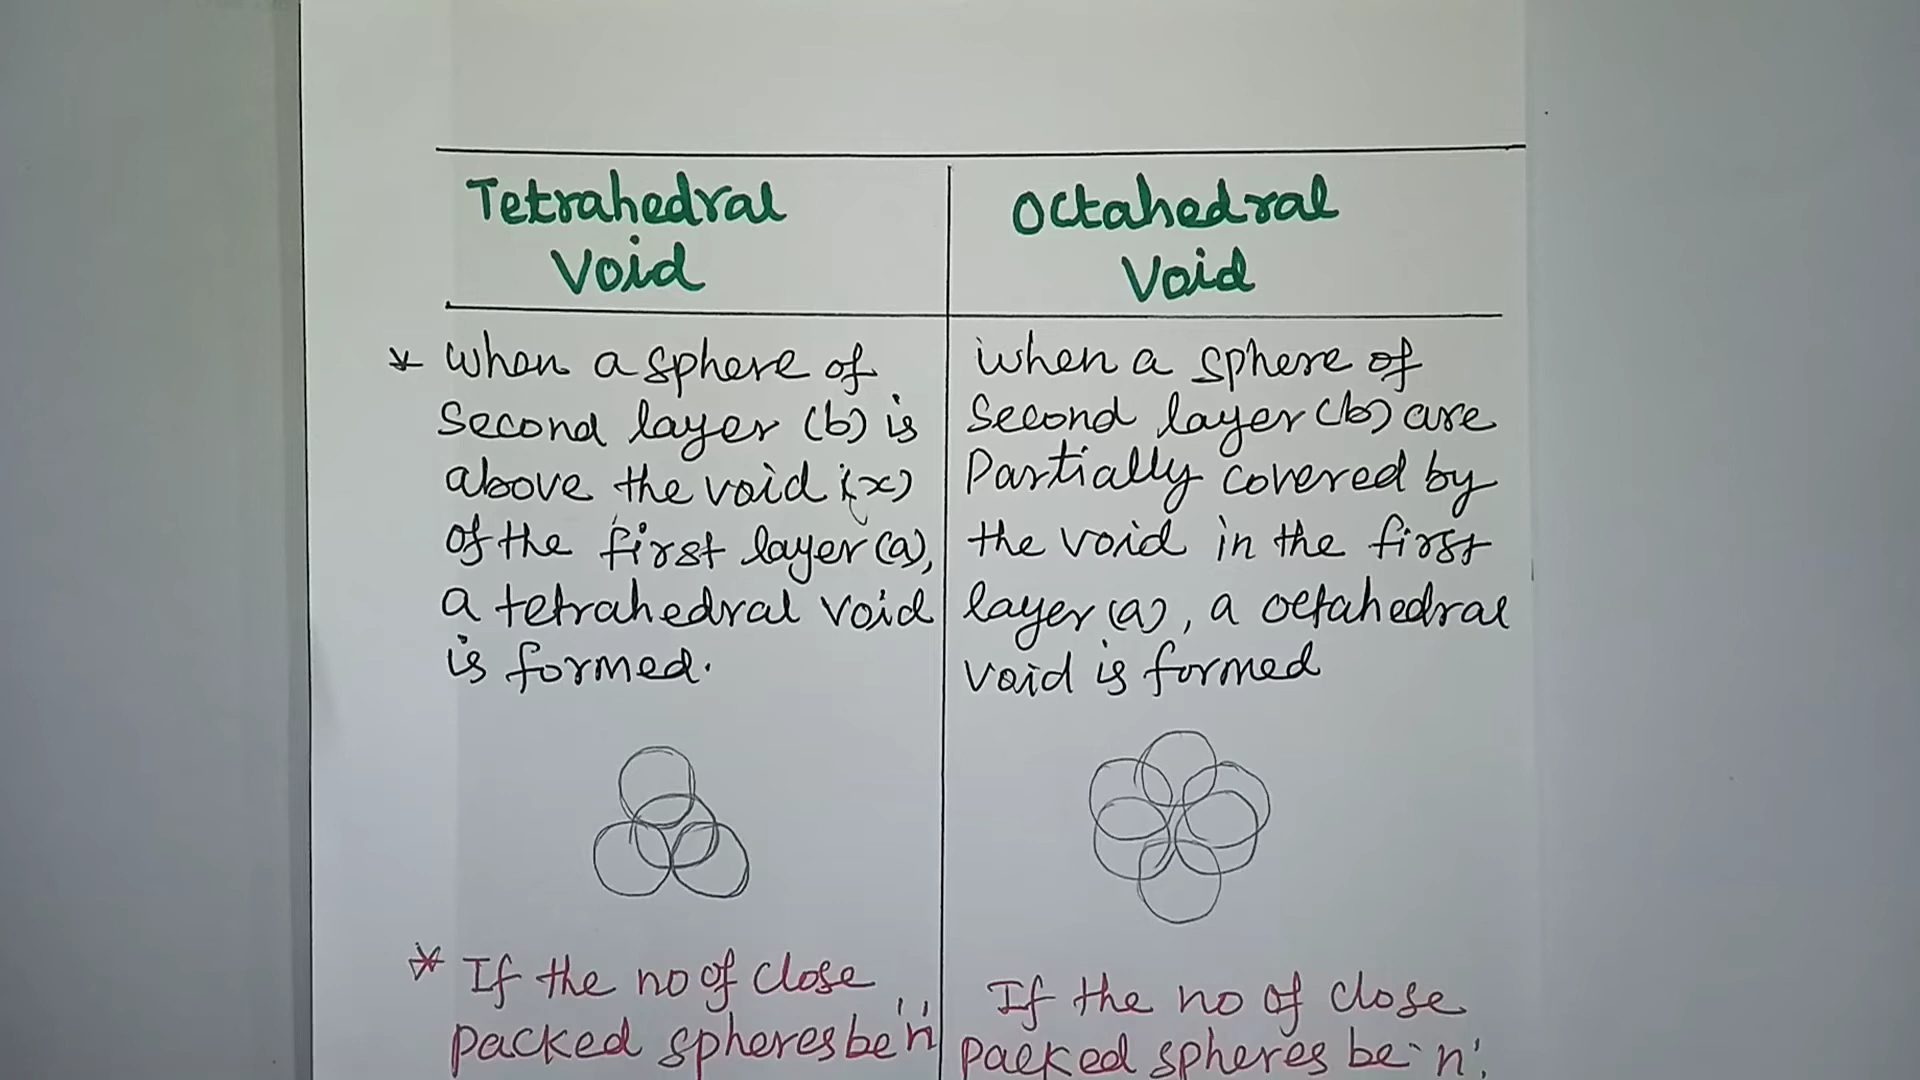 Tetrahedral
Void
* When a sphere of
second layer (b) is
above the void (x)
of the first layer (a),
a tetrahedral void
is formed.
* If the no of close
packed spheres be 'n'
Octahedral
Void
when a sphere of
second layer (b) are
Partially covered by
the void in the first
layer (a), a octahedral
void is formed
If the no of close
packed spheres be 'n'.